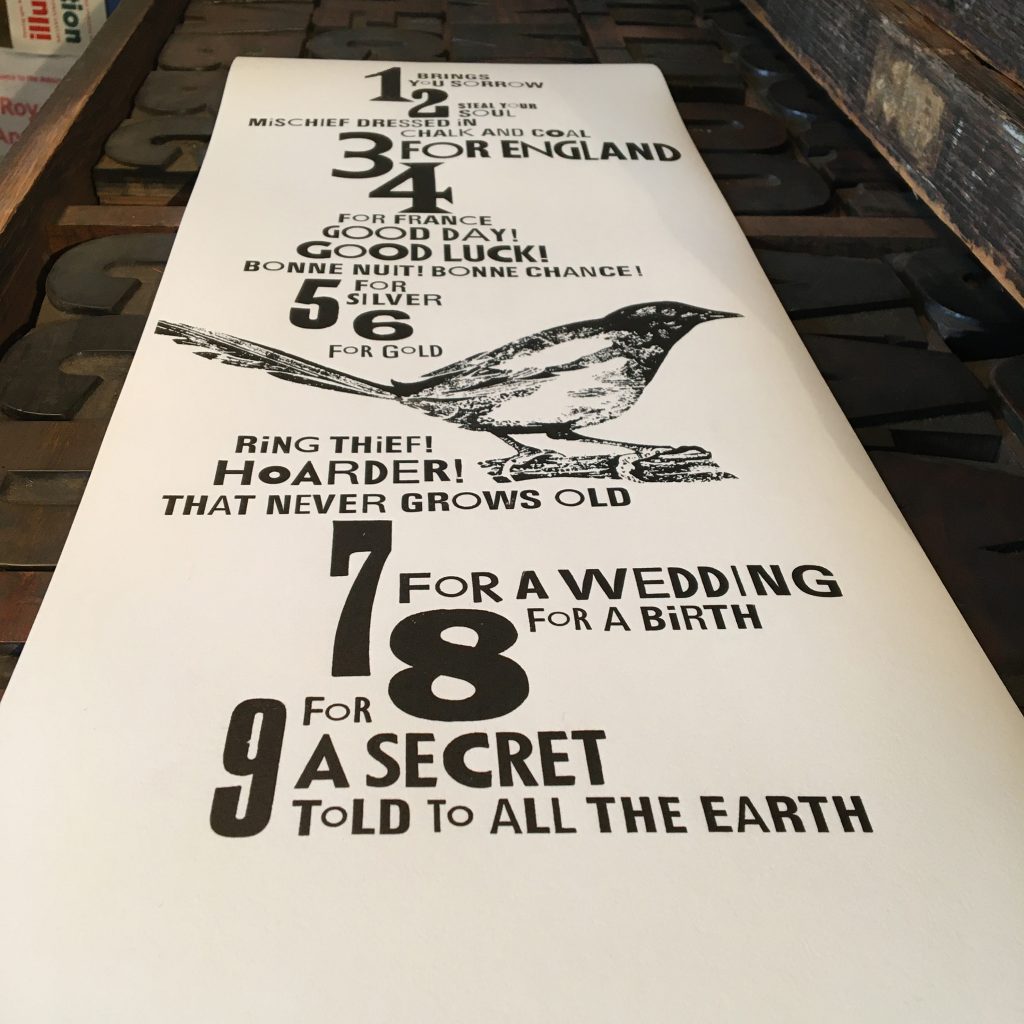 1 BRINGS
YOU SORROW
2 STEAL YOUR
SOUL
MiSCHIEF DRESSED iN
CHALK AND COAL
3 FOR ENGLAND
4
FOR FRANCE
GOOD DAY!
GOOD LUCK!
BONNE NUIT! BONNE CHANCE!
5 FOR
SILVER
6
FoR GoLD
RiNG THiEF!
HOARDER!
THAT NEVER GROWS OLD
7 FoR A WEDDING
8 FoR A BiRTH
9 FoR
A SECRET
ToLD To ALL THE EARTH